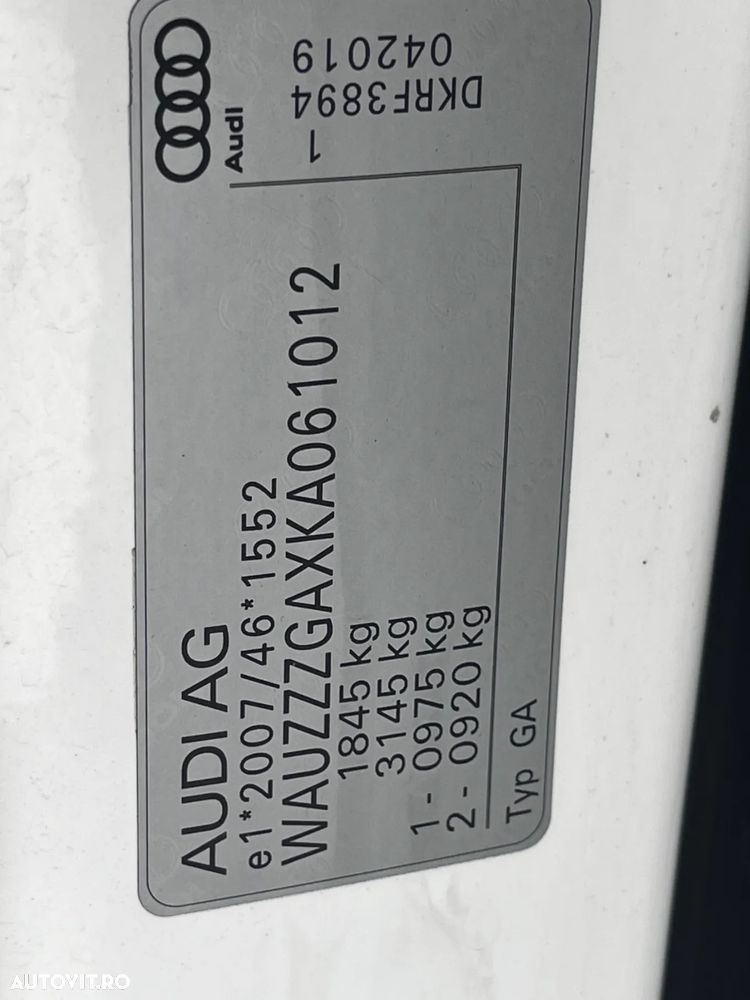 AUDI AG
e1*2007/46*1552
WAUZZZGAXKA061012
1845 kg
3145 kg
1 - 0975 kg
2 - 0920 kg
Typ GA
Audi
1
DKRF3894
042019
AUTOVIT.RO